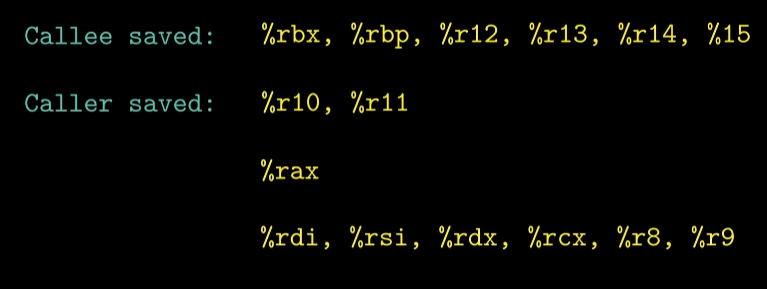 Callee saved: %rbx, %rbp, %r12, %r13, %r14, %15
Caller saved: %r10, %r11
%rax
%rdi, %rsi, %rdx, %rcx, %r8, %r9